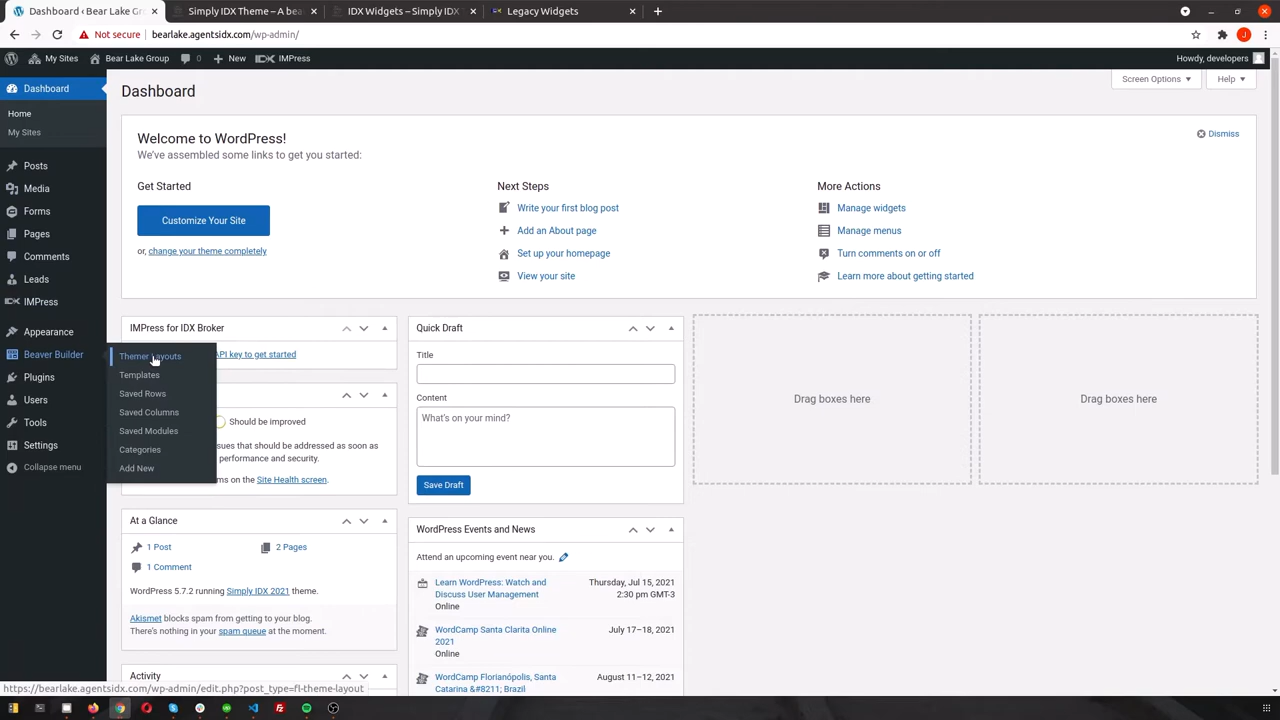 Dashboard ‹ Bear Lake Gro
Simply IDX Theme – A bea
IDX Widgets – Simply IDX T
Legacy Widgets
Not secure
bearlake.agentsidx.com/wp-admin/
J
My Sites
Bear Lake Group
0
New
IMPress
Howdy, developers
Dashboard
Home
My Sites
Posts
Media
Forms
Pages
Comments
Leads
IMPress
Appearance
Beaver Builder
Plugins
Users
Tools
Settings
Collapse menu
Themer Layouts
Templates
Saved Rows
Saved Columns
Saved Modules
Categories
Add New
Dashboard
Screen Options
Help
Welcome to WordPress!
We've assembled some links to get you started:
Dismiss
Get Started
Customize Your Site
or, change your theme completely
Next Steps
Write your first blog post
Add an About page
Set up your homepage
View your site
More Actions
Manage widgets
Manage menus
Turn comments on or off
Learn more about getting started
IMPress for IDX Broker
API key to get started
Should be improved
sues that should be addressed as soon as
performance and security.
ms on the Site Health screen.
At a Glance
1 Post
2 Pages
1 Comment
WordPress 5.7.2 running Simply IDX 2021 theme.
Akismet blocks spam from getting to your blog.
There's nothing in your spam queue at the moment.
Activity
Quick Draft
Title
Content
What's on your mind?
Save Draft
WordPress Events and News
Attend an upcoming event near you.
Learn WordPress: Watch and
Discuss User Management
Online
Thursday, Jul 15, 2021
2:30 pm GMT-3
WordCamp Santa Clarita Online
2021
Online
July 17–18, 2021
WordCamp Florianópolis, Santa
Catarina &#8211; Brazil
August 11–12, 2021
Drag boxes here
Drag boxes here
https://bearlake.agentsidx.com/wp-admin/edit.php?post_type=fl-theme-layout